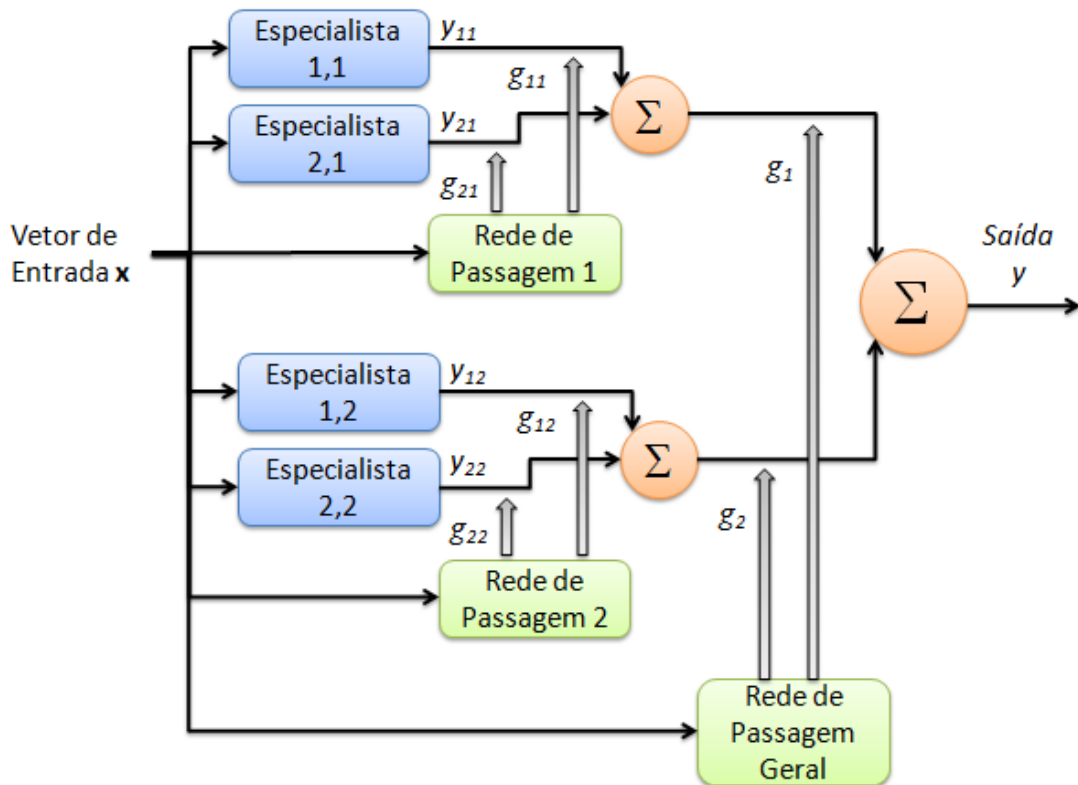 Especialista
1,1
y11
g11
Σ
Especialista
2,1
y21
g21
g1
Rede de
Passagem 1
Vetor de
Entrada x
Saída
y
Σ
Especialista
1,2
y12
g12
Σ
Especialista
2,2
y22
g22
g2
Rede de
Passagem 2
Rede de
Passagem
Geral